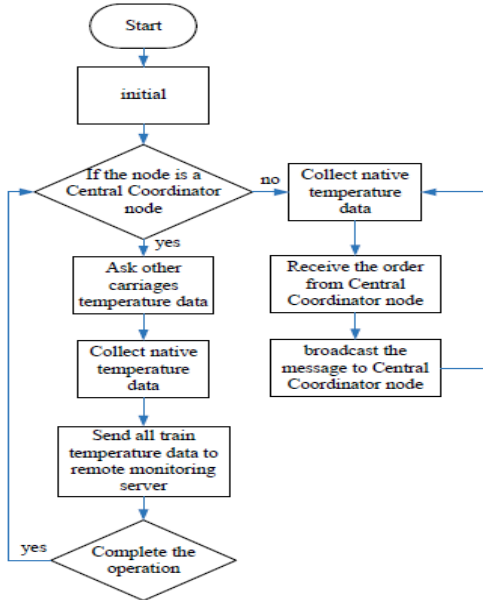 Start
initial
If the node is a
Central Coordinator
node
no
yes
Collect native
temperature
data
Ask other
carriages
temperature data
Receive the order
from Central
Coordinator node
Collect native
temperature
data
broadcast the
message to Central
Coordinator node
Send all train
temperature data to
remote monitoring
server
yes
Complete the
operation